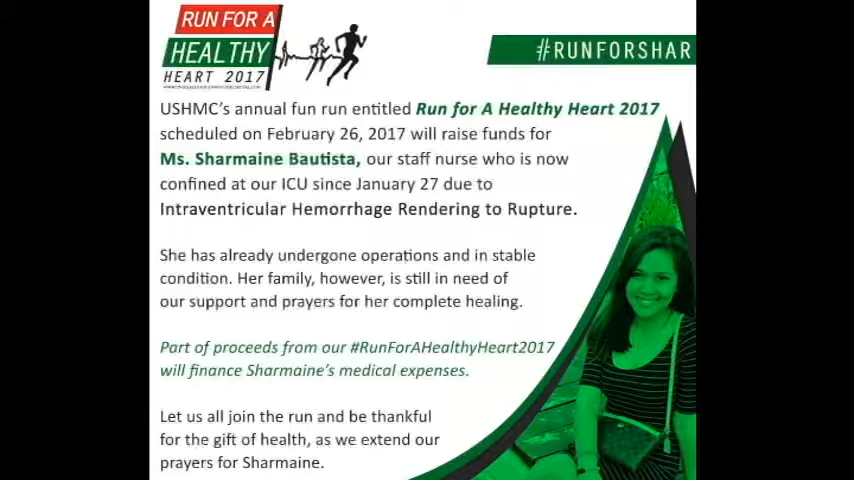 RUN FOR A
HEALTHY
HEART 2017
#RUNFORSHAR
USHMC's annual fun run entitled Run for A Healthy Heart 2017
scheduled on February 26, 2017 will raise funds for
Ms. Sharmaine Bautista, our staff nurse who is now
confined at our ICU since January 27 due to
Intraventricular Hemorrhage Rendering to Rupture.
She has already undergone operations and in stable
condition. Her family, however, is still in need of
our support and prayers for her complete healing.
Part of proceeds from our #RunForAHealthyHeart2017
will finance Sharmaine's medical expenses.
Let us all join the run and be thankful
for the gift of health, as we extend our
prayers for Sharmaine.